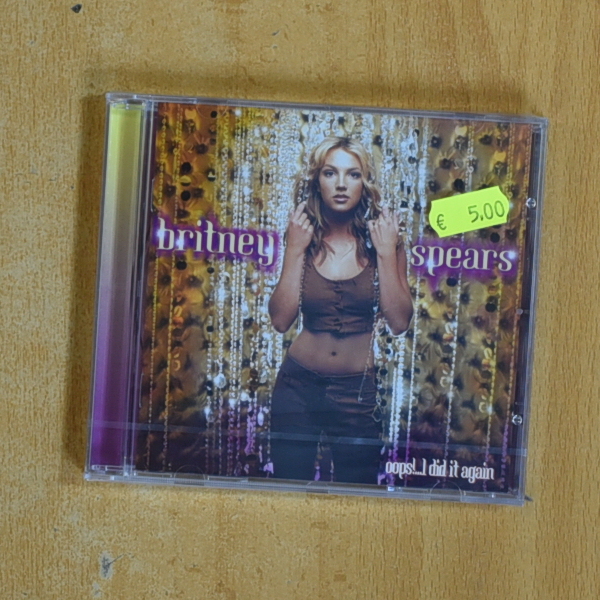 € 5,00
britney spears
oops!...I did it again